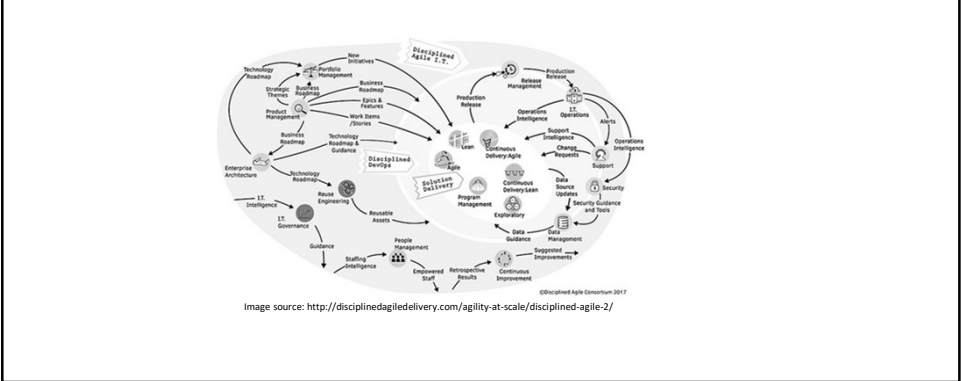 Disciplined
Agile I.T.
New
Initiatives
Technology
Roadmap
Portfolio
Management
Strategic
Themes
Business
Roadmap
Product
Management
Business
Roadmap
Epics &
Features
Work Items
/Stories
Business
Roadmap
Technology
Roadmap &
Guidance
Enterprise
Architecture
Technology
Roadmap
Disciplined
DevOps
Reuse
Engineering
Reusable
Assets
I.T.
Intelligence
I.T.
Governance
Guidance
Staffing
Intelligence
People
Management
Empowered
Staff
Retrospective
Results
Continuous
Improvement
Suggested
Improvements
Solution
Delivery
Agile
Lean
Continuous
Delivery:Agile
Continuous
Delivery:Lean
Program
Management
Exploratory
Production
Release
Release
Management
Production
Release
I.T.
Operations
Operations
Intelligence
Alerts
Operations
Intelligence
Support
Intelligence
Change
Requests
Support
Security
Security Guidance
and Tools
Data
Source
Updates
Data
Management
Data
Guidance
©Disciplined Agile Consortium 2017
Image source: http://disciplinedagiledelivery.com/agility-at-scale/disciplined-agile-2/